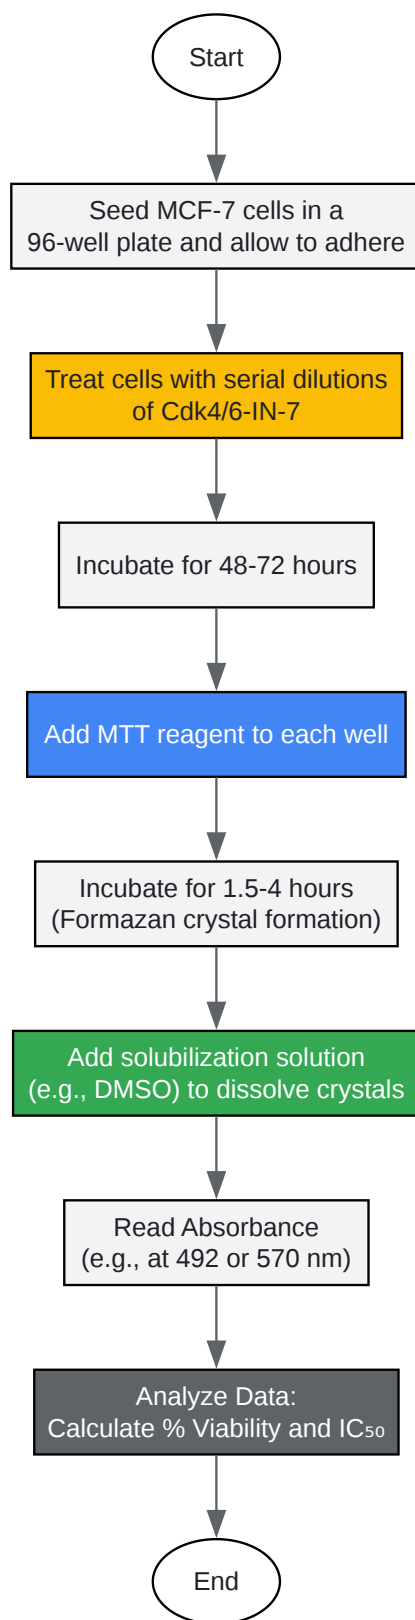 Start
Seed MCF-7 cells in a
96-well plate and allow to adhere
Treat cells with serial dilutions
of Cdk4/6-IN-7
Incubate for 48-72 hours
Add MTT reagent to each well
Incubate for 1.5-4 hours
(Formazan crystal formation)
Add solubilization solution
(e.g., DMSO) to dissolve crystals
Read Absorbance
(e.g., at 492 or 570 nm)
Analyze Data:
Calculate % Viability and IC₅₀
End